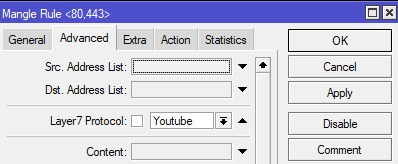 Mangle Rule <80,443>
General Advanced Extra Action Statistics
OK
Src. Address List:
Cancel
Dst. Address List:
Apply
Layer7 Protocol: Youtube
Disable
Content:
Comment